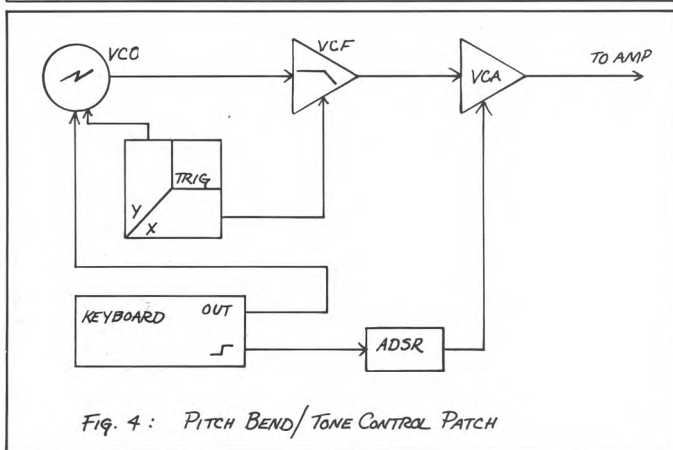 VCO
VCF
VCA
TO AMP
TRIG
Y
X
KEYBOARD
OUT
ADSR
FIG. 4: PITCH BEND/TONE CONTROL PATCH